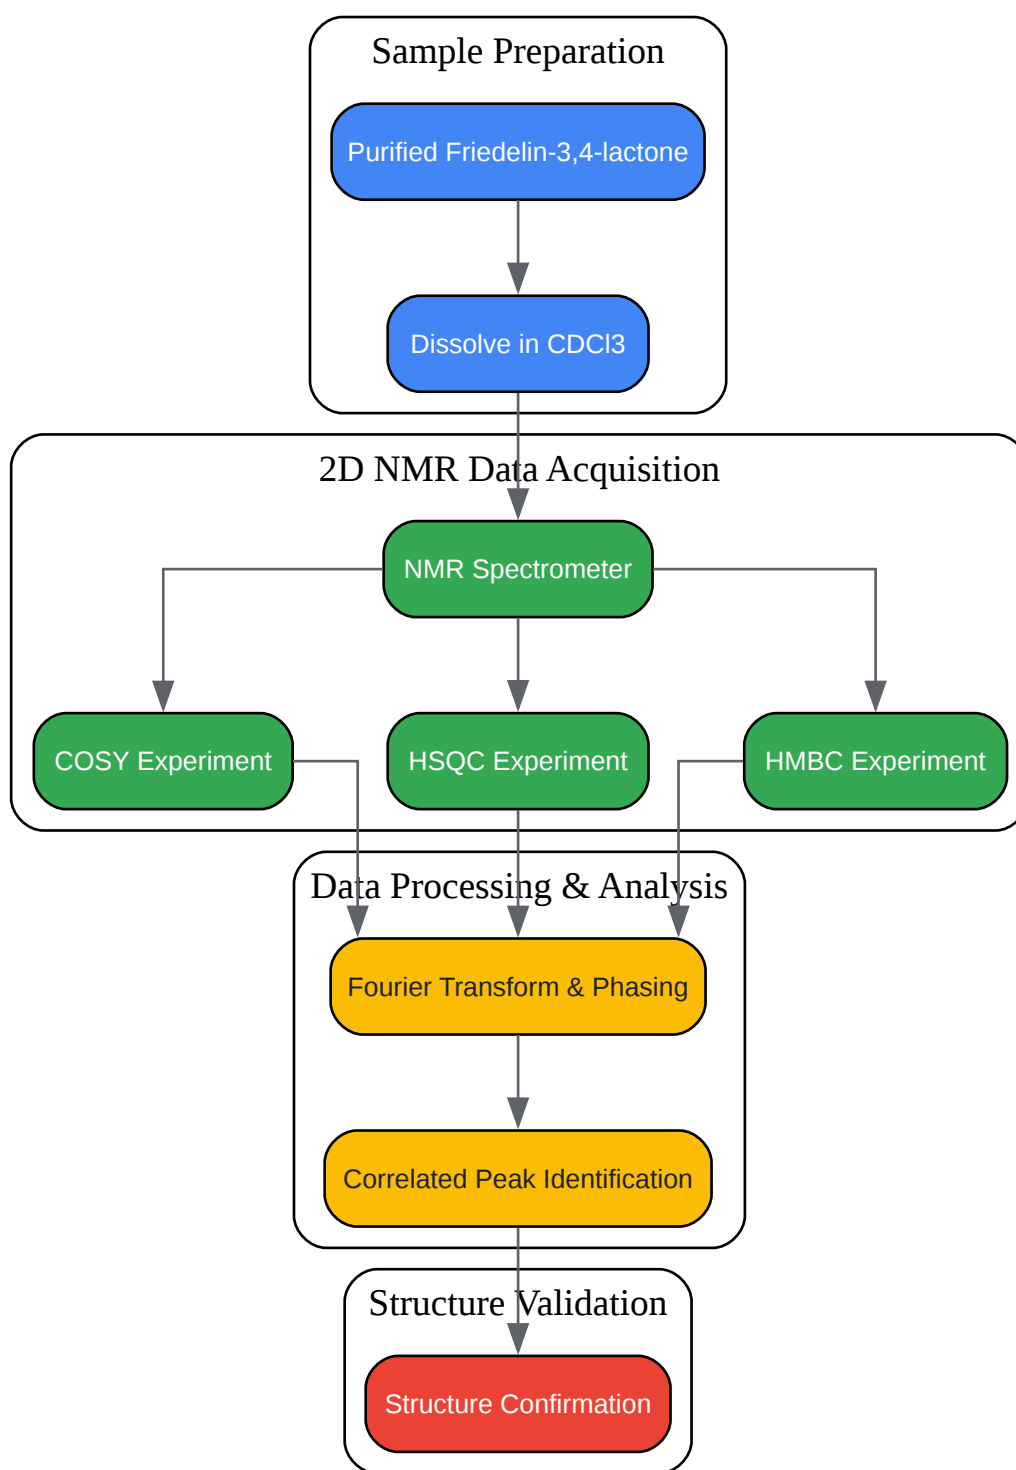 Sample Preparation
Purified Friedelin-3,4-lactone
Dissolve in CDCl3
2D NMR Data Acquisition
NMR Spectrometer
COSY Experiment
HSQC Experiment
HMBC Experiment
Data Processing & Analysis
Fourier Transform & Phasing
Correlated Peak Identification
Structure Validation
Structure Confirmation